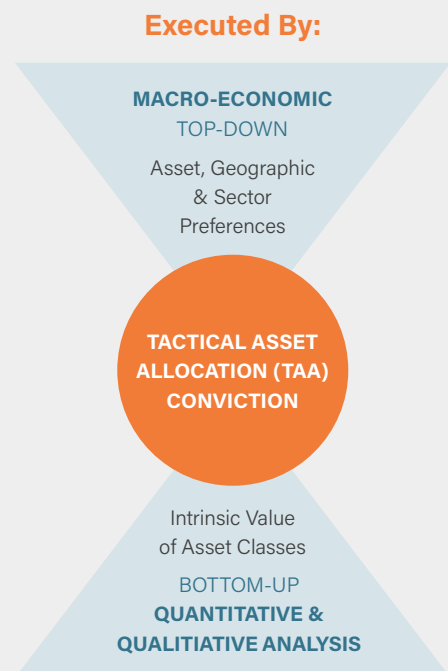 Executed By:
MACRO-ECONOMIC
TOP-DOWN
Asset, Geographic
& Sector
Preferences
TACTICAL ASSET
ALLOCATION (TAA)
CONVICTION
Intrinsic Value
of Asset Classes
BOTTOM-UP
QUANTITATIVE &
QUALITIATIVE ANALYSIS